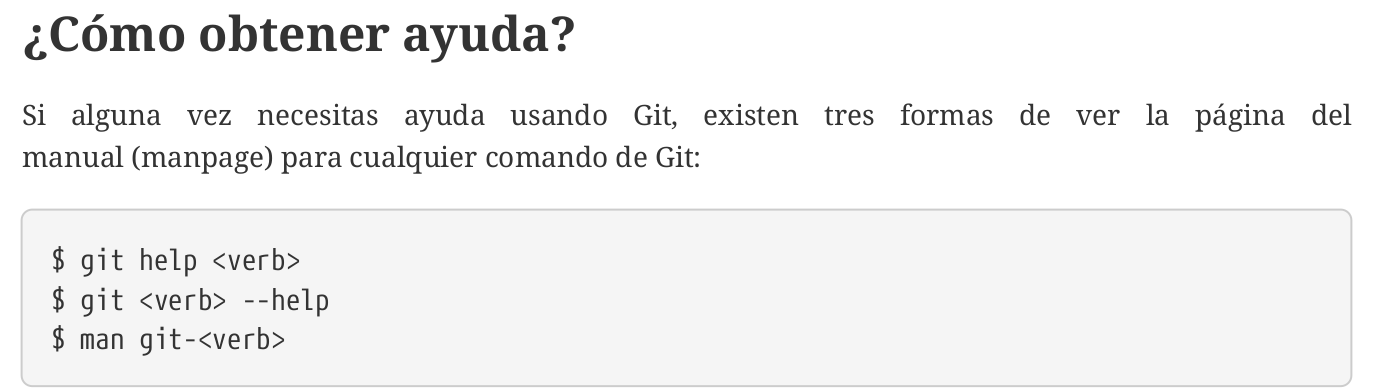 ¿Cómo obtener ayuda?
Si alguna vez necesitas ayuda usando Git, existen tres formas de ver la página del
manual (manpage) para cualquier comando de Git:
$ git help <verb>
$ git <verb> --help
$ man git-<verb>